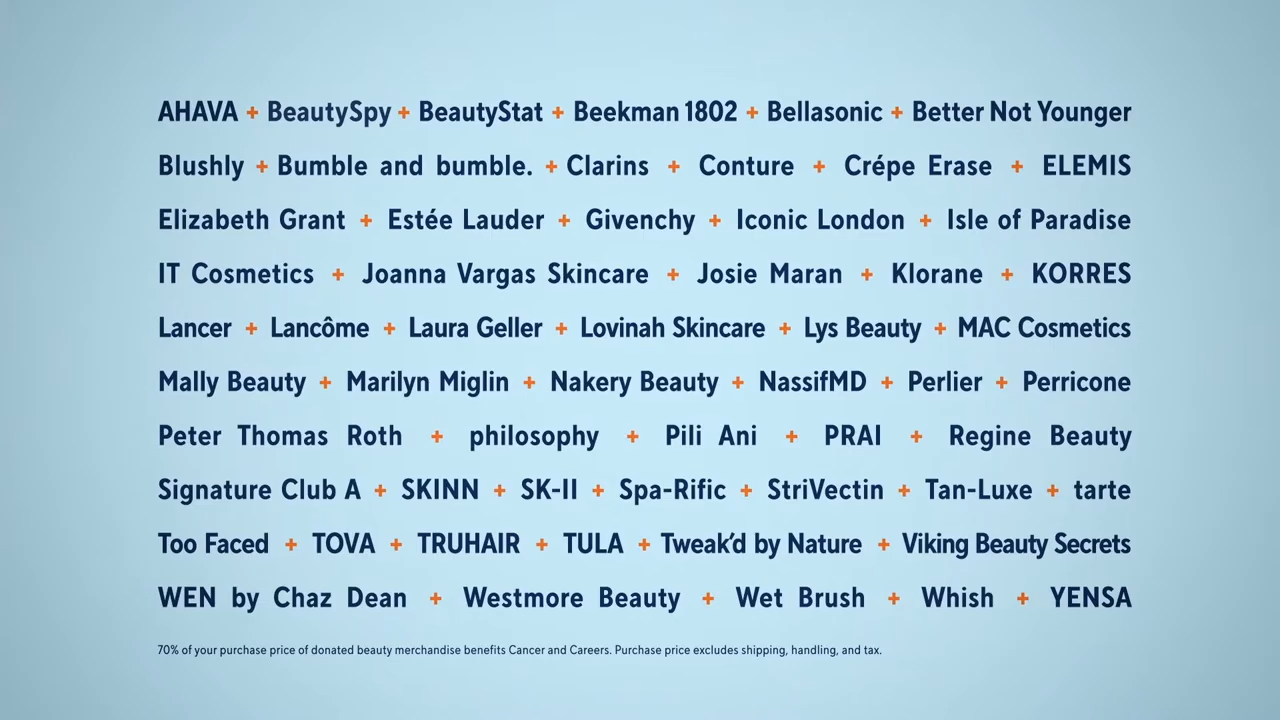 AHAVA + BeautySpy + BeautyStat + Beekman 1802 + Bellasonic + Better Not Younger
Blushly + Bumble and bumble. + Clarins + Conture + Crépe Erase + ELEMIS
Elizabeth Grant + Estée Lauder + Givenchy + Iconic London + Isle of Paradise
IT Cosmetics + Joanna Vargas Skincare + Josie Maran + Klorane + KORRES
Lancer + Lancôme + Laura Geller + Lovinah Skincare + Lys Beauty + MAC Cosmetics
Mally Beauty + Marilyn Miglin + Nakery Beauty + NassifMD + Perlier + Perricone
Peter Thomas Roth + philosophy + Pili Ani + PRAI + Regine Beauty
Signature Club A + SKINN + SK-II + Spa-Rific + StriVectin + Tan-Luxe + tarte
Too Faced + TOVA + TRUHAIR + TULA + Tweak'd by Nature + Viking Beauty Secrets
WEN by Chaz Dean + Westmore Beauty + Wet Brush + Whish + YENSA
70% of your purchase price of donated beauty merchandise benefits Cancer and Careers. Purchase price excludes shipping, handling, and tax.